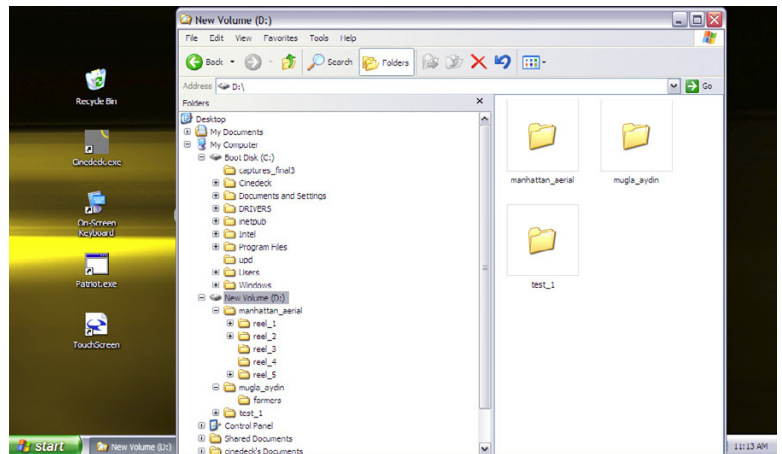 New Volume (D:)
File Edit View Favorites Tools Help
Back Search Folders
Address D:\ Go
Folders
Desktop
My Documents
My Computer
Boot Disk (C:)
captures_final3
Cinedeck
Documents and Settings
DRIVERS
inetpub
Intel
Program Files
upd
Users
Windows
New Volume (D:)
manhattan_aerial
reel_1
reel_2
reel_3
reel_4
reel_5
mugla_aydin
farmers
test_1
Control Panel
Shared Documents
cinedeck's Documents
manhattan_aerial mugla_aydin
test_1
Recycle Bin
Cinedeck.exe
On-Screen
Keyboard
Patriot.exe
TouchScreen
start New Volume (D:) 11:13 AM